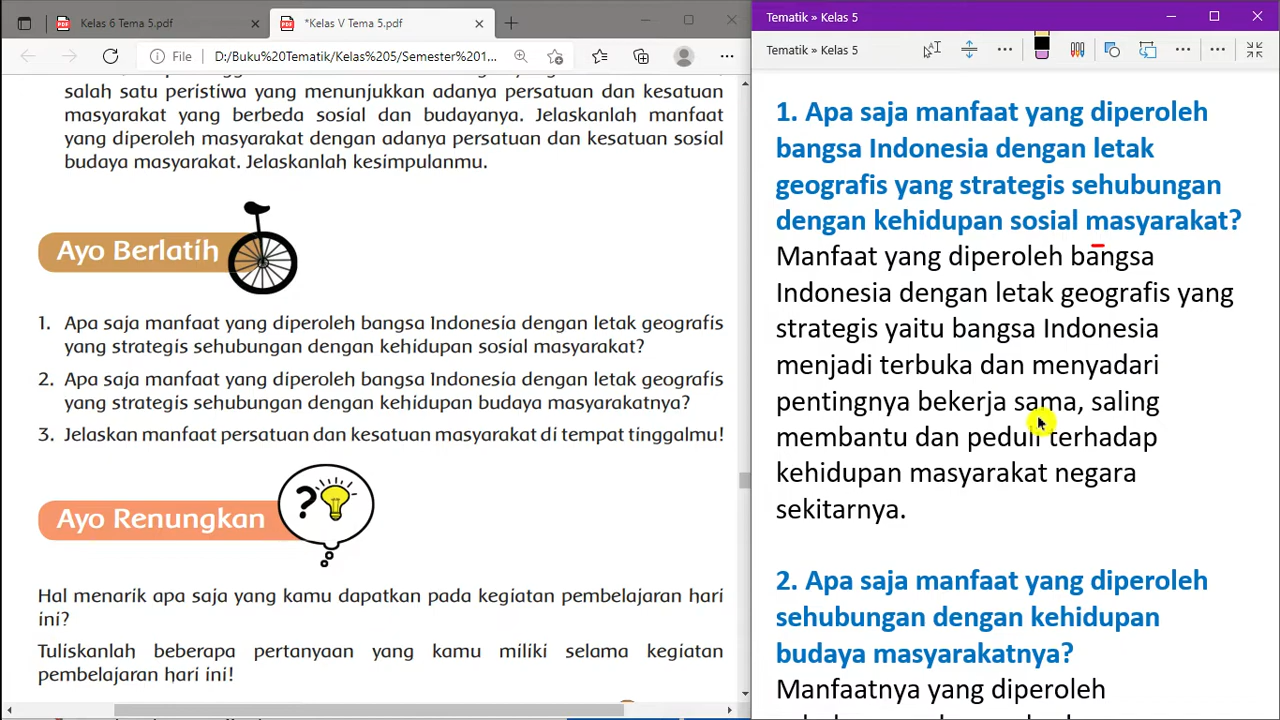 Kelas 6 Tema 5.pdf
*Kelas V Tema 5.pdf
File
D:/Buku%20Tematik/Kelas%205/Semester%201...
salah satu peristiwa yang menunjukkan adanya persatuan dan kesatuan
masyarakat yang berbeda sosial dan budayanya. Jelaskanlah manfaat
yang diperoleh masyarakat dengan adanya persatuan dan kesatuan sosial
budaya masyarakat. Jelaskanlah kesimpulanmu.
Ayo Berlatih
1. Apa saja manfaat yang diperoleh bangsa Indonesia dengan letak geografis
yang strategis sehubungan dengan kehidupan sosial masyarakat?
2. Apa saja manfaat yang diperoleh bangsa Indonesia dengan letak geografis
yang strategis sehubungan dengan kehidupan budaya masyarakatnya?
3. Jelaskan manfaat persatuan dan kesatuan masyarakat di tempat tinggalmu!
Ayo Renungkan
Hal menarik apa saja yang kamu dapatkan pada kegiatan pembelajaran hari
ini?
Tuliskanlah beberapa pertanyaan yang kamu miliki selama kegiatan
pembelajaran hari ini!
Tematik » Kelas 5
Tematik » Kelas 5
1. Apa saja manfaat yang diperoleh
bangsa Indonesia dengan letak
geografis yang strategis sehubungan
dengan kehidupan sosial masyarakat?
Manfaat yang diperoleh bangsa
Indonesia dengan letak geografis yang
strategis yaitu bangsa Indonesia
menjadi terbuka dan menyadari
pentingnya bekerja sama, saling
membantu dan peduli terhadap
kehidupan masyarakat negara
sekitarnya.
2. Apa saja manfaat yang diperoleh
sehubungan dengan kehidupan
budaya masyarakatnya?
Manfaatnya yang diperoleh